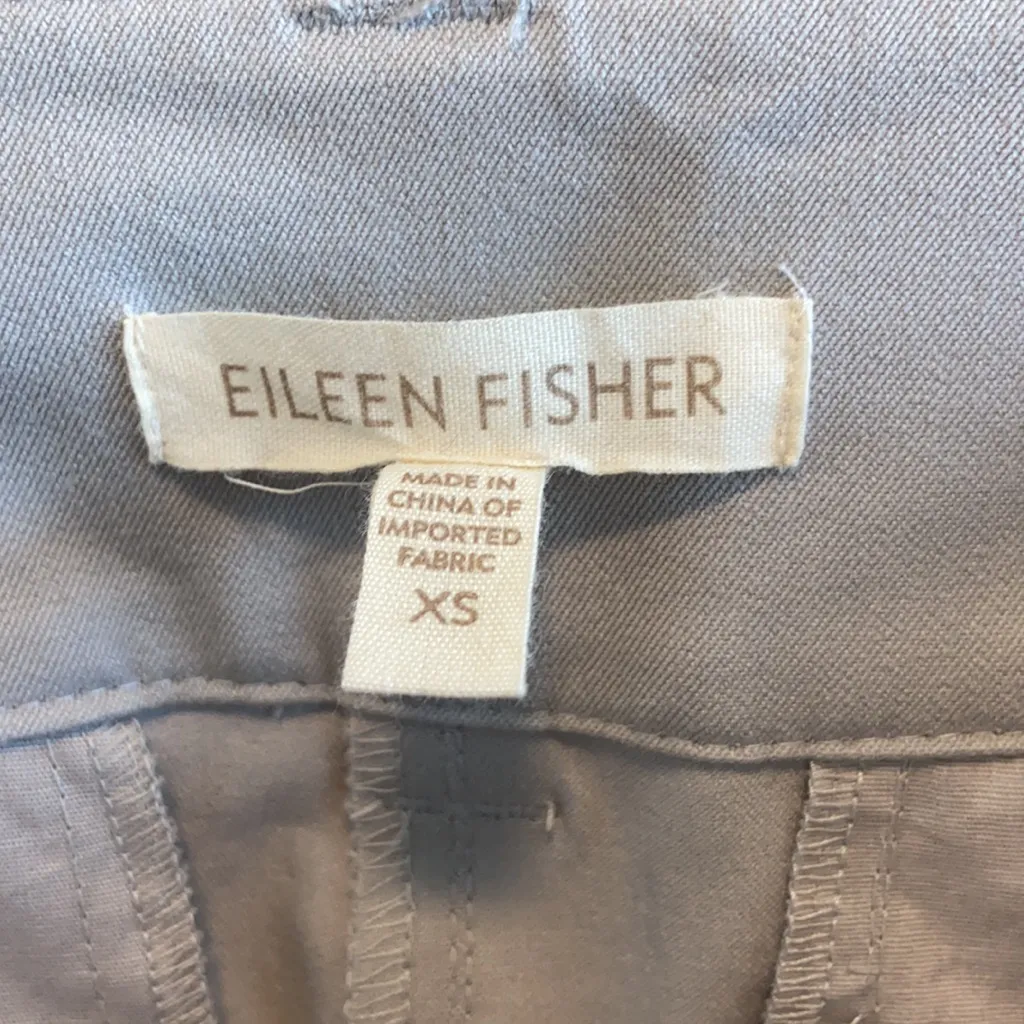 EILEEN FISHER
MADE IN
CHINA OF
IMPORTED
FABRIC
XS